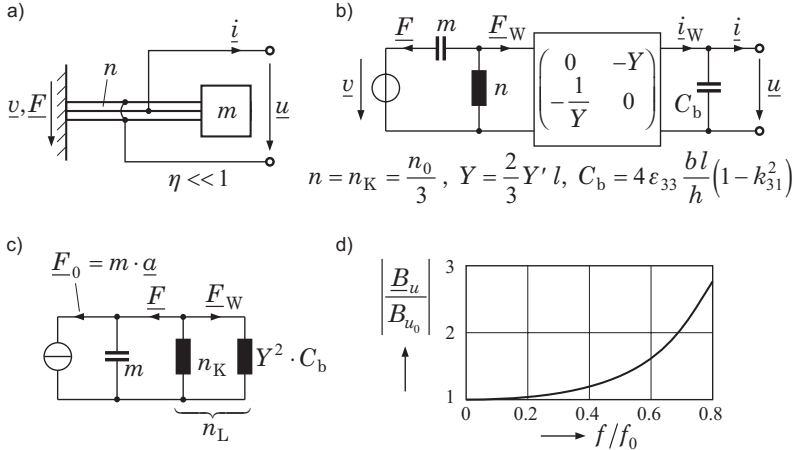 a)
i
n
v, F
m
u
η << 1
b)
F m F_W i_W i
v n (0 −Y −1/Y 0) C_b u
n = n_K = n_0/3 , Y = 2/3 Y′ l, C_b = 4 ε_33 bl/h (1 − k_31^2)
c)
F_0 = m · a
F F_W
m n_K Y^2 · C_b
n_L
d)
|B_u/B_u_0|
3
2
1
0 0.2 0.4 0.6 0.8
f/f_0